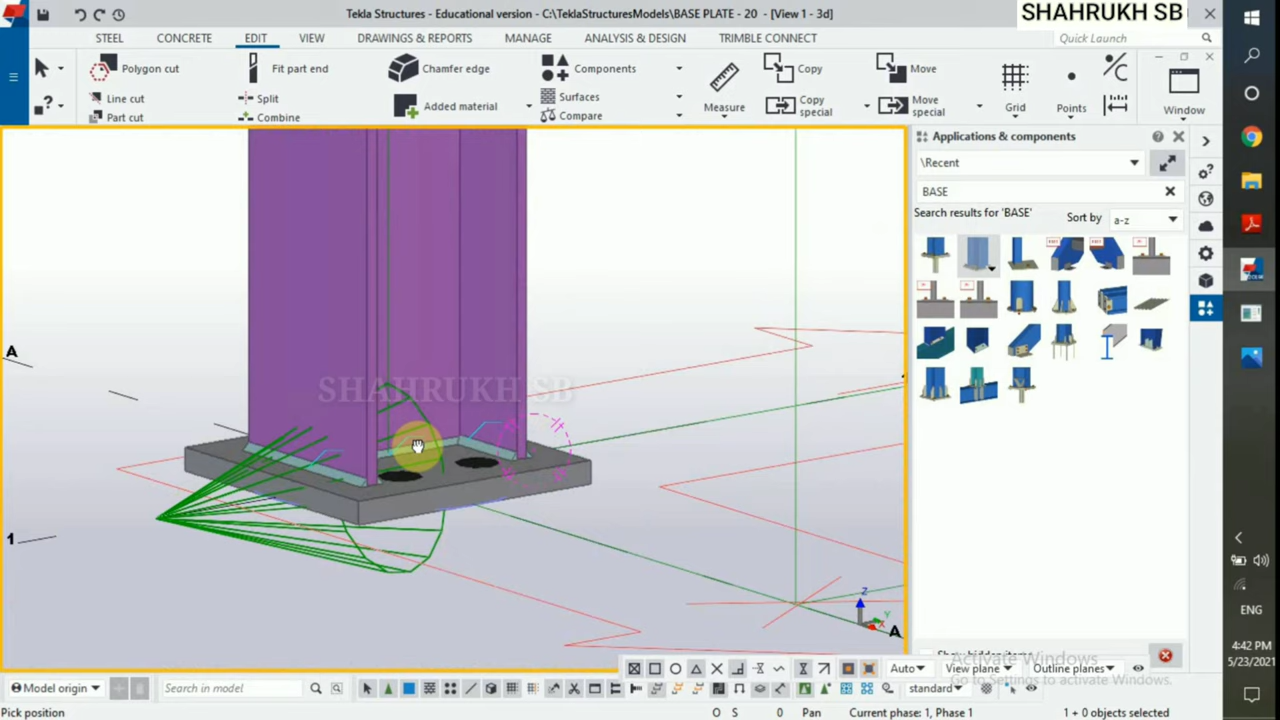 Tekla Structures - Educational version - C:\TeklaStructuresModels\BASE PLATE - 20 - [View 1 - 3d]
SHAHRUKH SB
STEEL CONCRETE EDIT VIEW DRAWINGS & REPORTS MANAGE ANALYSIS & DESIGN TRIMBLE CONNECT
Quick Launch
Polygon cut
Line cut
Part cut
Fit part end
Split
Combine
Chamfer edge
Added material
Components
Surfaces
Compare
Measure
Copy
Copy special
Move
Move special
Grid
Points
Window
Applications & components
\Recent
BASE
Search results for 'BASE'
Sort by
a-z
A
SHAHRUKH SB
1
Z
Y
A
Activate Windows
Go to Settings to activate Windows.
Auto
View plane
Outline planes
Model origin
Search in model
standard
Pick position
O S 0 Pan Current phase: 1, Phase 1 1 + 0 objects selected
ENG
4:42 PM
5/23/2021